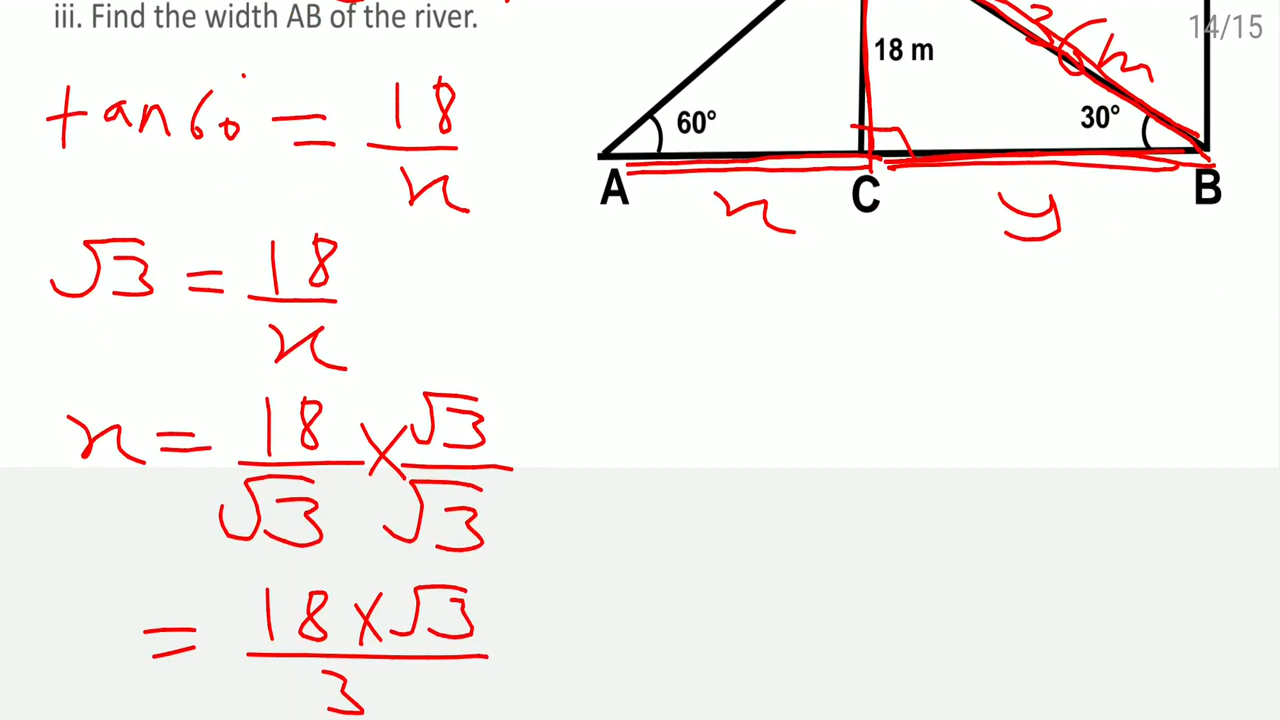 iii. Find the width AB of the river.
14/15
18 m
36 m
60°
30°
A
C
B
x
y
tan 60° = 18/x
√3 = 18/x
x = 18/√3 × √3/√3
= 18 × √3/3